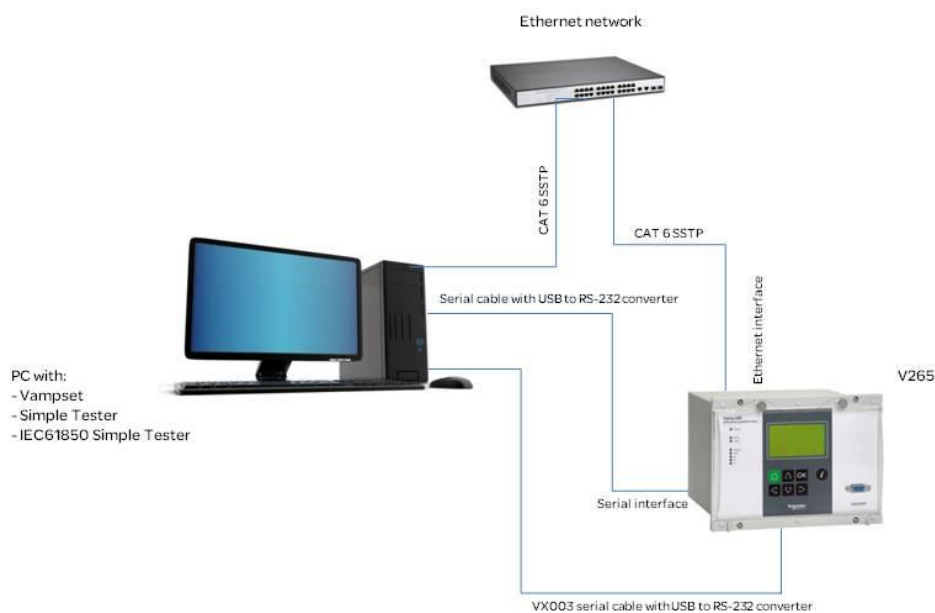 Ethernet network
CAT 6 SSTP
CAT 6 SSTP
Serial cable with USB to RS-232 converter
Ethernet interface
PC with:
- Vampset
- Simple Tester
- IEC61850 Simple Tester
V265
OK
i
Schneider
Serial interface
VX003 serial cable with USB to RS-232 converter